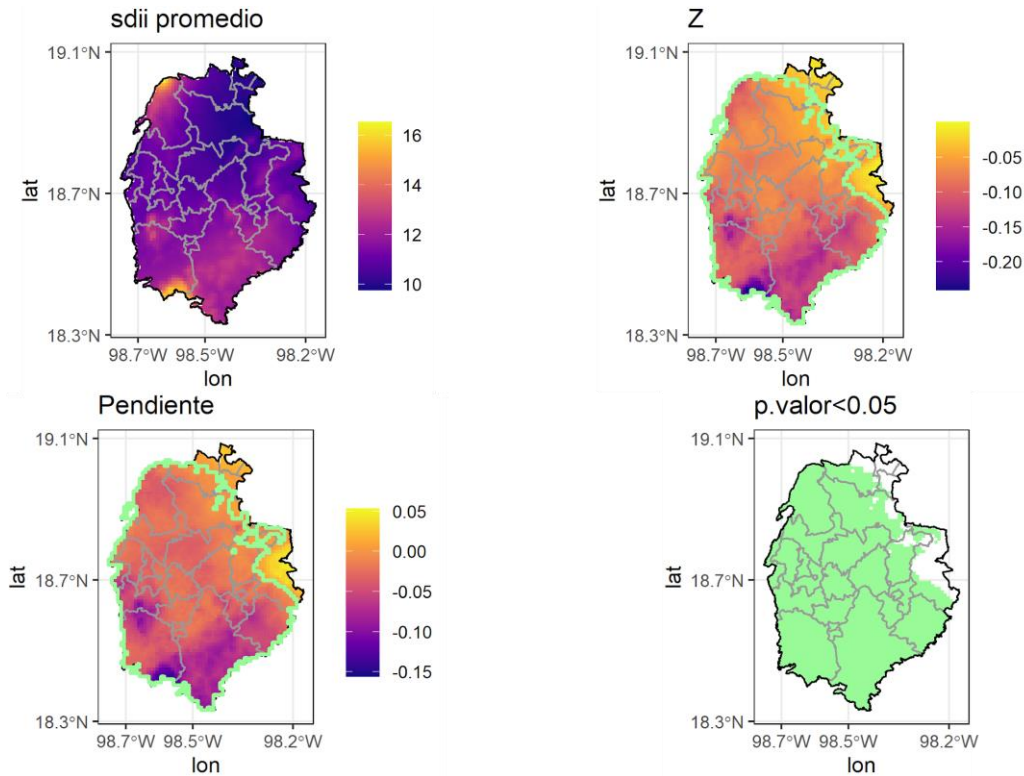 sdii promedio
19.1°N
18.7°N
18.3°N
lat
98.7°W 98.5°W 98.2°W
lon
16
14
12
10
Z
19.1°N
18.7°N
18.3°N
lat
98.7°W 98.5°W 98.2°W
lon
-0.05
-0.10
-0.15
-0.20
Pendiente
19.1°N
18.7°N
18.3°N
lat
98.7°W 98.5°W 98.2°W
lon
0.05
0.00
-0.05
-0.10
-0.15
p.valor<0.05
19.1°N
18.7°N
18.3°N
lat
98.7°W 98.5°W 98.2°W
lon